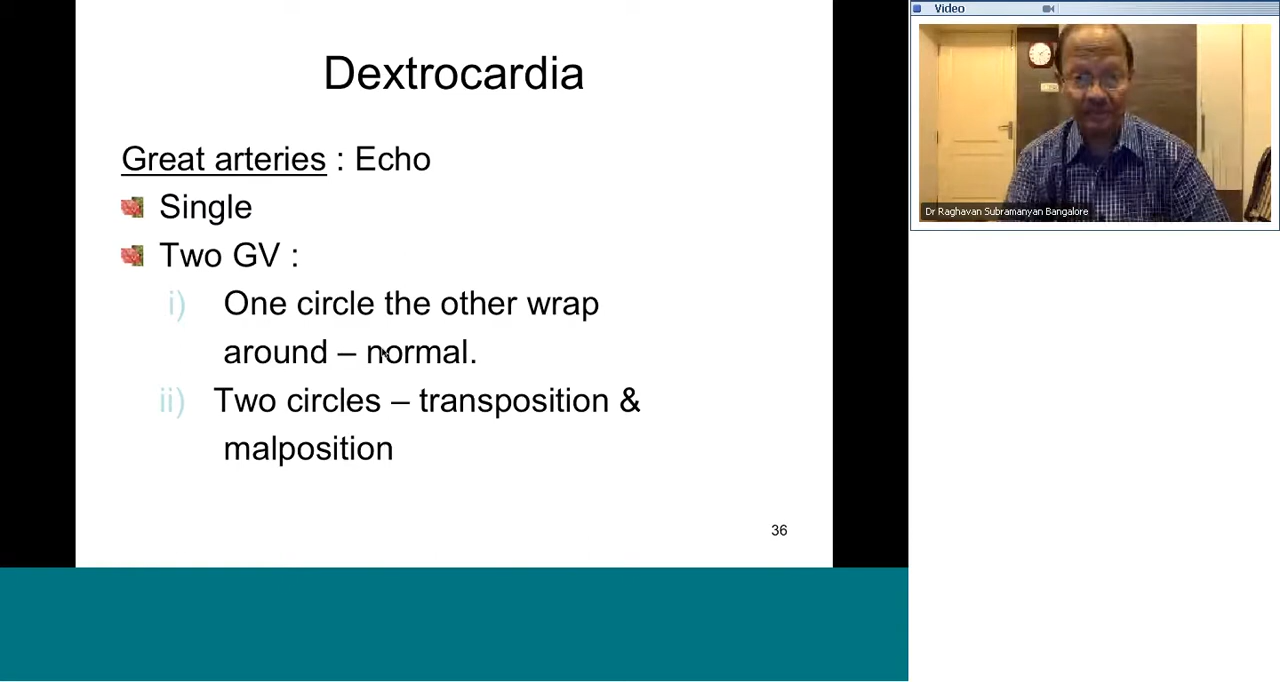 Dextrocardia
Great arteries : Echo
Single
Two GV :
i) One circle the other wrap
around – normal.
ii) Two circles – transposition &
malposition
36
Video
Dr Raghavan Subramanyan Bangalore